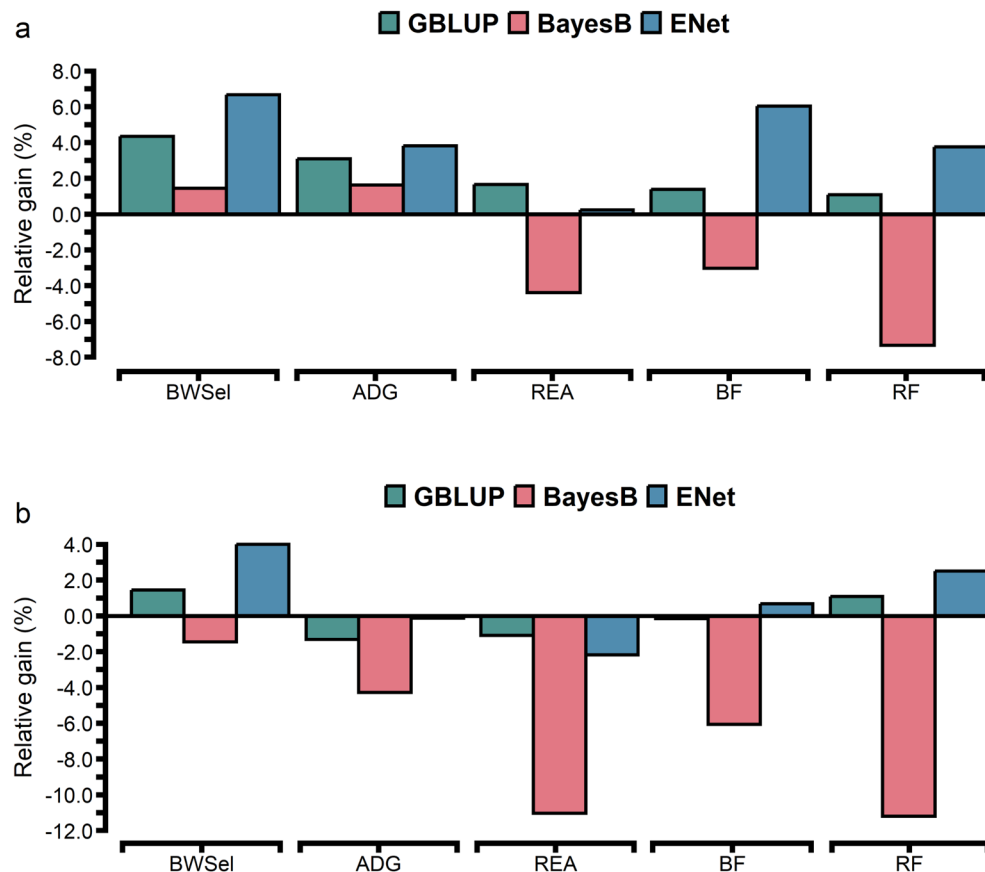 a
GBLUP BayesB ENet
Relative gain (%)
8.0
6.0
4.0
2.0
0.0
-2.0
-4.0
-6.0
-8.0
BWSel ADG REA BF RF
b
GBLUP BayesB ENet
Relative gain (%)
4.0
2.0
0.0
-2.0
-4.0
-6.0
-8.0
-10.0
-12.0
BWSel ADG REA BF RF